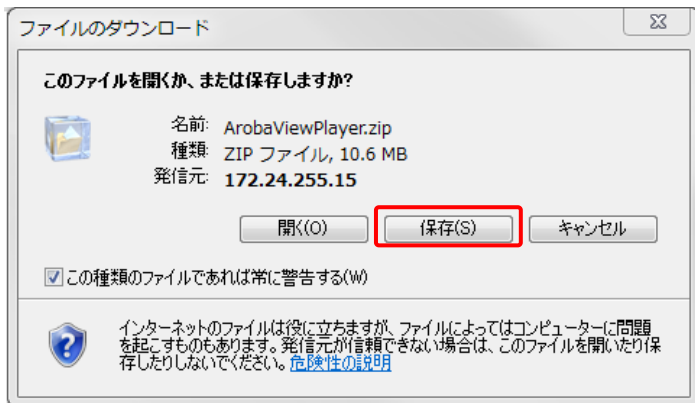 ファイルのダウンロード
このファイルを開くか、または保存しますか?
名前: ArobaViewPlayer.zip
種類: ZIP ファイル, 10.6 MB
発信元: 172.24.255.15
開く(O) 保存(S) キャンセル
この種類のファイルであれば常に警告する(W)
インターネットのファイルは役に立ちますが、ファイルによってはコンピューターに問題
を起こすものもあります。発信元が信頼できない場合は、このファイルを開いたり保
存したりしないでください。危険性の説明